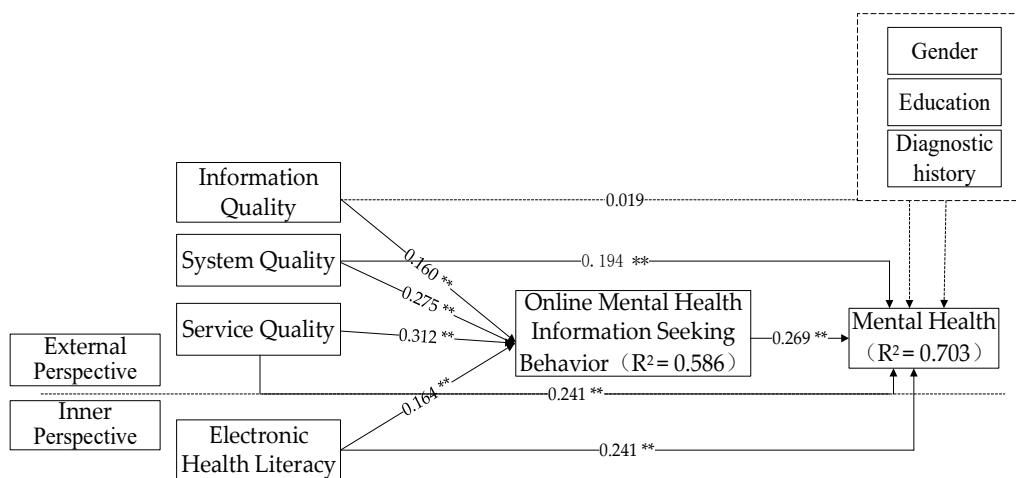 Gender
Education
Diagnostic
history
Information
Quality
0.019
System Quality
0.160 **
0. 194 **
0.275 **
Service Quality
0.312 **
Online Mental Health
Information Seeking
Behavior（R²= 0.586）
0.269 **
Mental Health
（R²= 0.703）
External
Perspective
0.241 **
0.164 **
Inner
Perspective
Electronic
Health Literacy
0.241 **